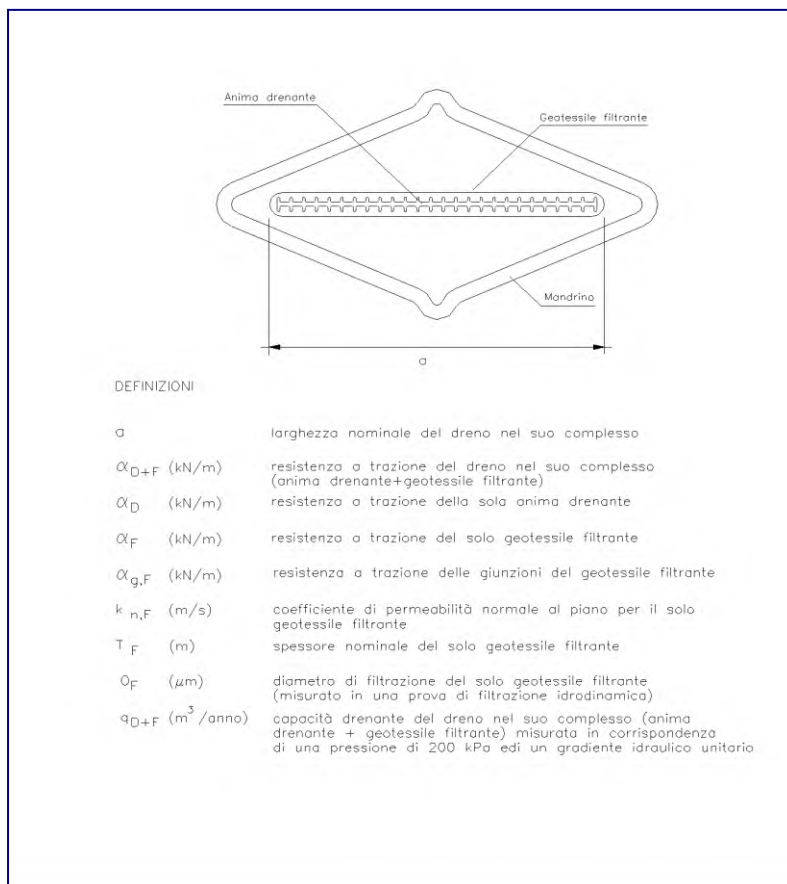 Anima drenante
Geotessile filtrante
Mandrino
a
DEFINIZIONI
a larghezza nominale del dreno nel suo complesso
α D+F (kN/m) resistenza a trazione del dreno nel suo complesso
(anima drenante+geotessile filtrante)
α D (kN/m) resistenza a trazione della sola anima drenante
α F (kN/m) resistenza a trazione del solo geotessile filtrante
α g,F (kN/m) resistenza a trazione delle giunzioni del geotessile filtrante
k n,F (m/s) coefficiente di permeabilità normale al piano per il solo
geotessile filtrante
T F (m) spessore nominale del solo geotessile filtrante
O F (μm) diametro di filtrazione del solo geotessile filtrante
(misurato in una prova di filtrazione idrodinamica)
q D+F (m³/anno) capacità drenante del dreno nel suo complesso (anima
drenante + geotessile filtrante) misurata in corrispondenza
di una pressione di 200 kPa edi un gradiente idraulico unitario